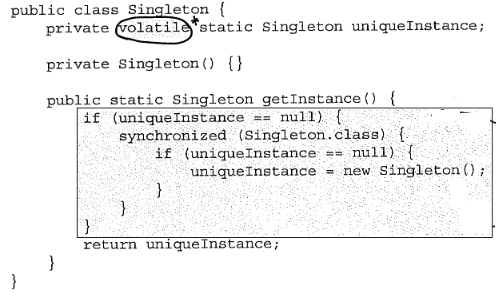 public class Singleton {
    private volatile* static Singleton uniqueInstance;
    private Singleton() {}
    public static Singleton getInstance() {
        if (uniqueInstance == null) {
            synchronized (Singleton.class) {
                if (uniqueInstance == null) {
                    uniqueInstance = new Singleton();
                }
            }
        }
        return uniqueInstance;
    }
}